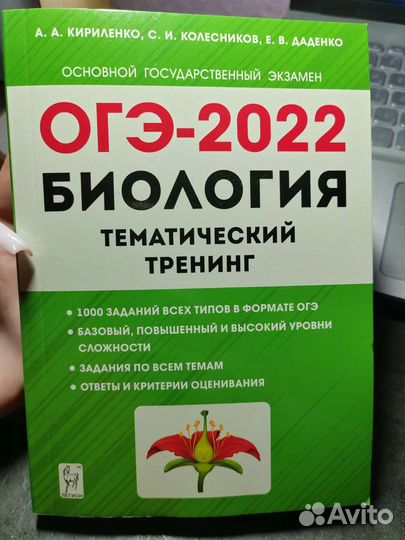 А. А. КИРИЛЕНКО, С. И. КОЛЕСНИКОВ, Е. В. ДАДЕНКО
ОСНОВНОЙ ГОСУДАРСТВЕННЫЙ ЭКЗАМЕН
ОГЭ-2022
БИОЛОГИЯ
ТЕМАТИЧЕСКИЙ
ТРЕНИНГ
• 1000 ЗАДАНИЙ ВСЕХ ТИПОВ В ФОРМАТЕ ОГЭ
• БАЗОВЫЙ, ПОВЫШЕННЫЙ И ВЫСОКИЙ УРОВНИ
СЛОЖНОСТИ
• ЗАДАНИЯ ПО ВСЕМ ТЕМАМ
• ОТВЕТЫ И КРИТЕРИИ ОЦЕНИВАНИЯ
ЛЕГИОН
Avito